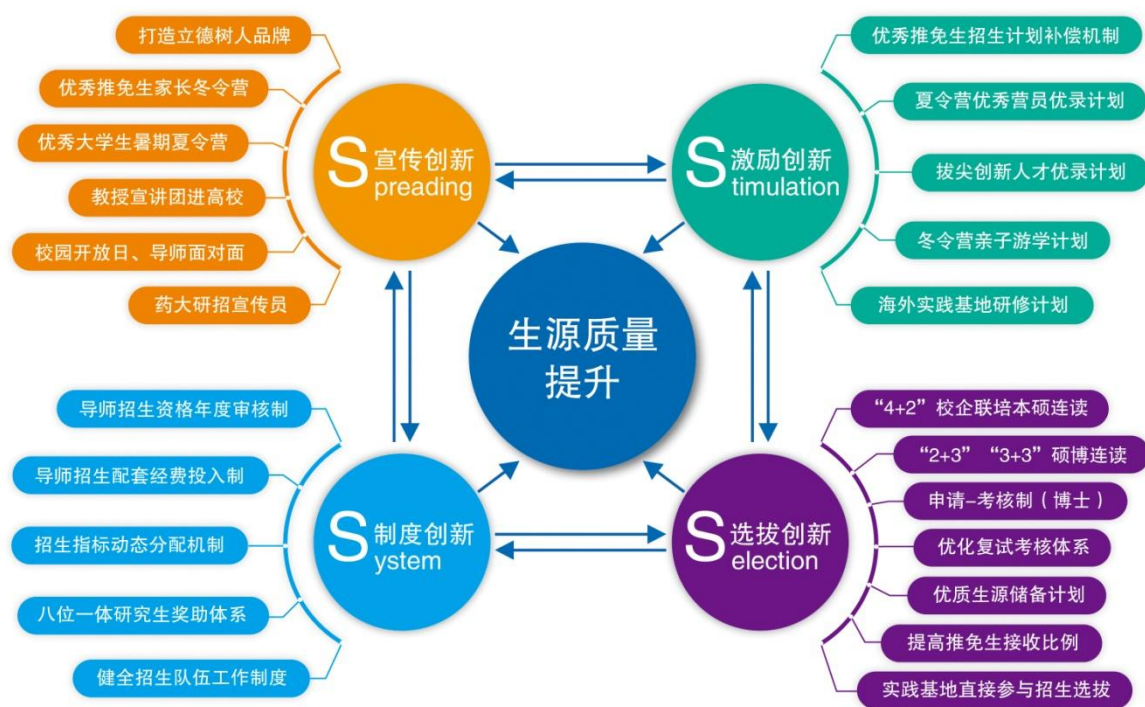 打造立德树人品牌
优秀推免生家长冬令营
优秀大学生暑期夏令营
教授宣讲团进高校
校园开放日、导师面对面
药大研招宣传员
S宣传创新
preading
优秀推免生招生计划补偿机制
夏令营优秀营员优录计划
拔尖创新人才优录计划
冬令营亲子游学计划
海外实践基地研修计划
S激励创新
timulation
生源质量
提升
导师招生资格年度审核制
导师招生配套经费投入制
招生指标动态分配机制
八位一体研究生奖助体系
健全招生队伍工作制度
S制度创新
ystem
“4+2”校企联培本硕连读
“2+3”“3+3”硕博连读
申请-考核制(博士)
优化复试考核体系
优质生源储备计划
提高推免生接收比例
实践基地直接参与招生选拔
S选拔创新
election